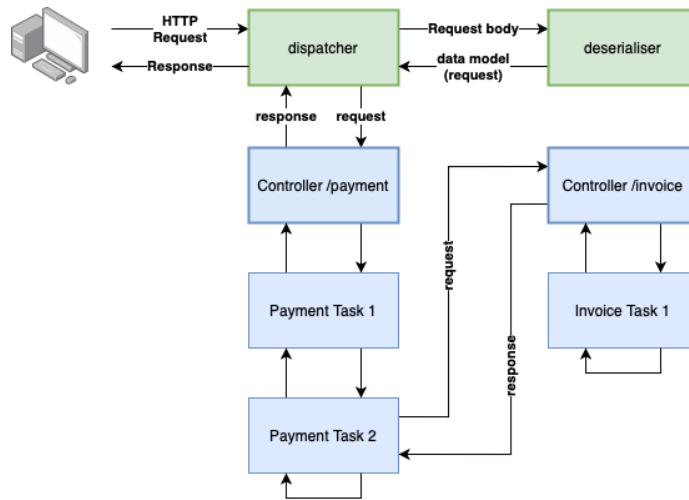 HTTP
Request
Response
dispatcher
Request body
data model
(request)
deserialiser
response
request
Controller /payment
Controller /invoice
request
Payment Task 1
Invoice Task 1
response
Payment Task 2